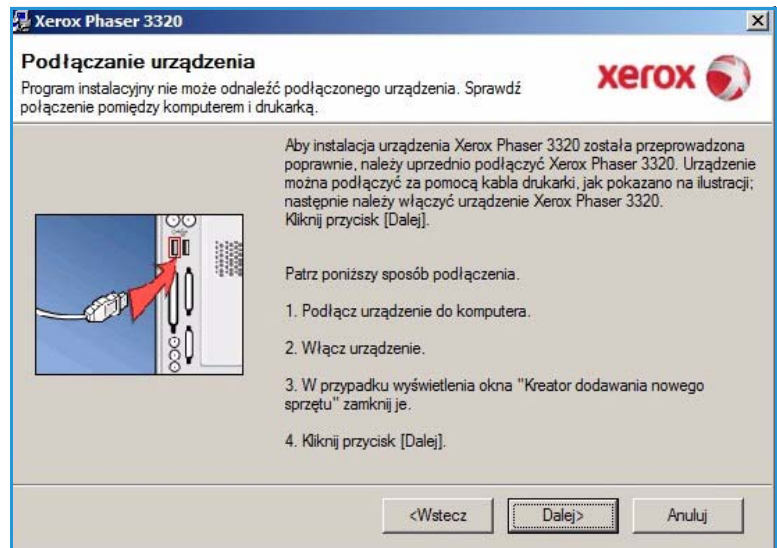 Xerox Phaser 3320
Podłączanie urządzenia
Program instalacyjny nie może odnaleźć podłączonego urządzenia. Sprawdź
połączenie pomiędzy komputerem i drukarką.
xerox
Aby instalacja urządzenia Xerox Phaser 3320 została przeprowadzona
poprawnie, należy uprzednio podłączyć Xerox Phaser 3320. Urządzenie
można podłączyć za pomocą kabla drukarki, jak pokazano na ilustracji;
następnie należy włączyć urządzenie Xerox Phaser 3320.
Kliknij przycisk [Dalej].
Patrz poniższy sposób podłączenia.
1. Podłącz urządzenie do komputera.
2. Włącz urządzenie.
3. W przypadku wyświetlenia okna "Kreator dodawania nowego
sprzętu" zamknij je.
4. Kliknij przycisk [Dalej].
<Wstecz
Dalej>
Anuluj